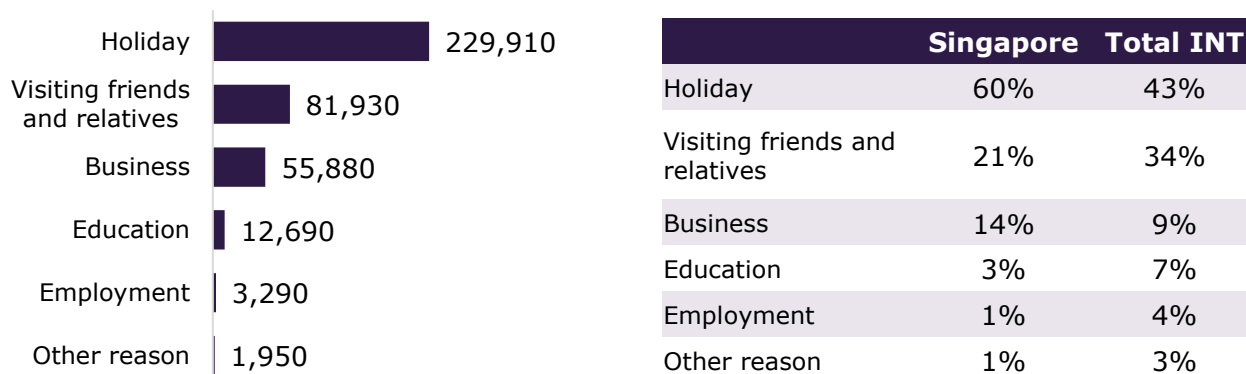 Holiday 229,910
Visiting friends
and relatives 81,930
Business 55,880
Education 12,690
Employment 3,290
Other reason 1,950
Singapore Total INT
Holiday 60% 43%
Visiting friends and
relatives 21% 34%
Business 14% 9%
Education 3% 7%
Employment 1% 4%
Other reason 1% 3%